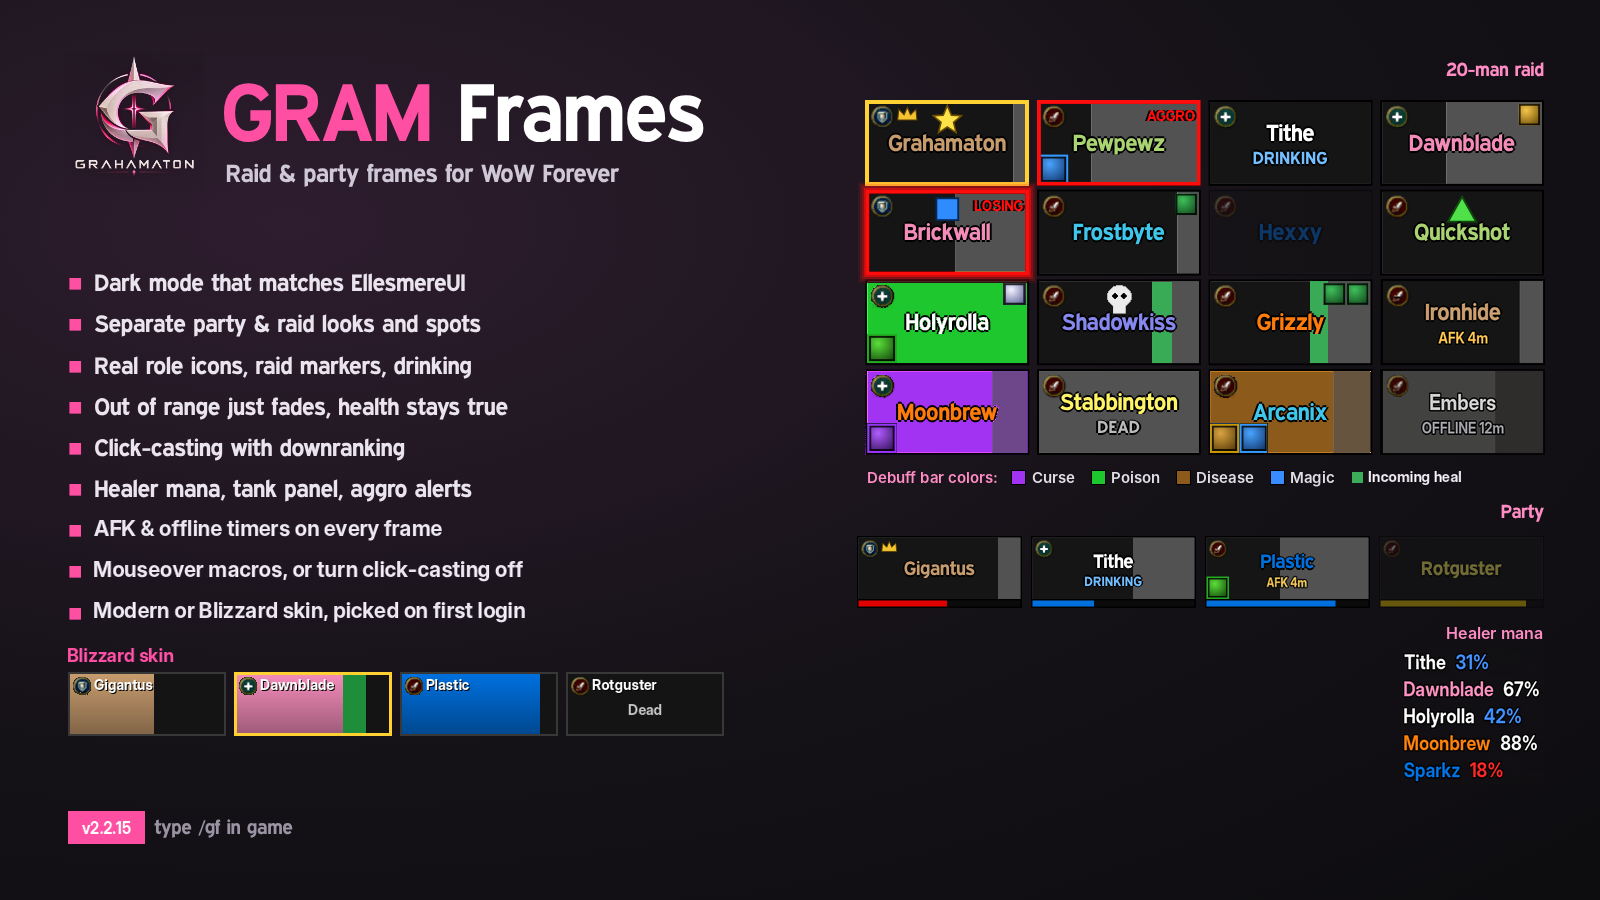 GRAHAMATON
GRAM Frames
Raid & party frames for WoW Forever
Dark mode that matches EllesmereUI
Separate party & raid looks and spots
Real role icons, raid markers, drinking
Out of range just fades, health stays true
Click-casting with downranking
Healer mana, tank panel, aggro alerts
AFK & offline timers on every frame
Mouseover macros, or turn click-casting off
Modern or Blizzard skin, picked on first login
Blizzard skin
Gigantus
Dawnblade
Plastic
Rotguster
Dead
v2.2.15
type /gf in game
20-man raid
Grahamaton
AGGRO
Pewpewz
Tithe
DRINKING
Dawnblade
LOSING
Brickwall
Frostbyte
Hexxy
Quickshot
Holyrolla
Shadowkiss
Grizzly
Ironhide
AFK 4m
Moonbrew
Stabbington
DEAD
Arcanix
Embers
OFFLINE 12m
Debuff bar colors: Curse Poison Disease Magic Incoming heal
Party
Gigantus
Tithe
DRINKING
Plastic
AFK 4m
Rotguster
Healer mana
Tithe 31%
Dawnblade 67%
Holyrolla 42%
Moonbrew 88%
Sparkz 18%